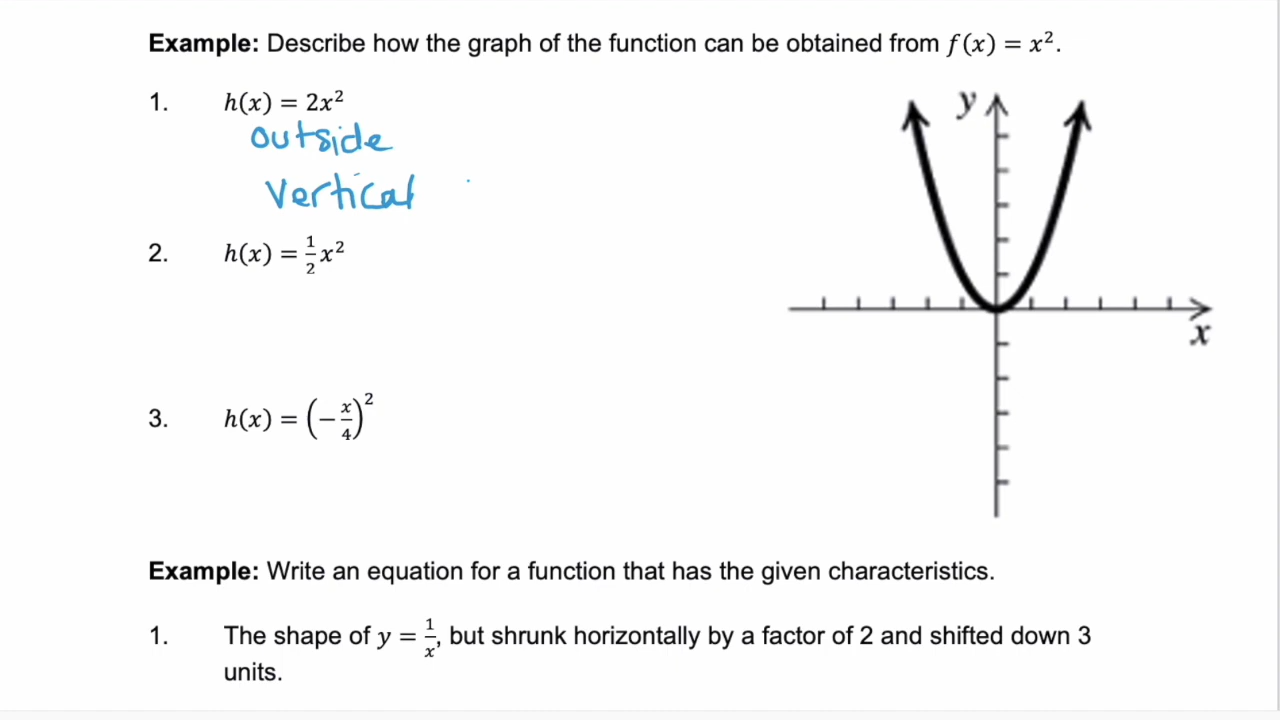 Example: Describe how the graph of the function can be obtained from f(x) = x².
1. h(x) = 2x²
outside
vertical
2. h(x) = ½x²
3. h(x) = (−x/4)²
y
x
Example: Write an equation for a function that has the given characteristics.
1. The shape of y = 1/x, but shrunk horizontally by a factor of 2 and shifted down 3
units.